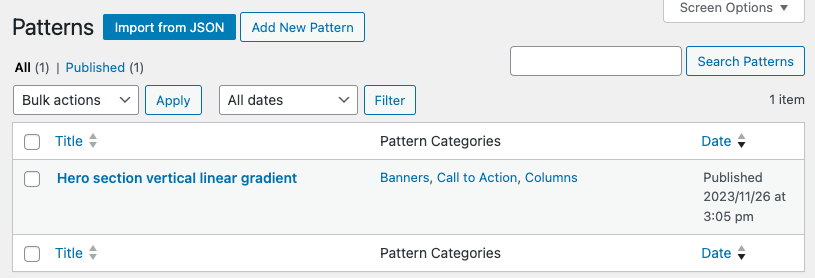 Screen Options
Patterns Import from JSON Add New Pattern
All (1) | Published (1)
Search Patterns
Bulk actions Apply All dates Filter 1 item
Title Pattern Categories Date
Hero section vertical linear gradient Banners, Call to Action, Columns Published
2023/11/26 at
3:05 pm
Title Pattern Categories Date